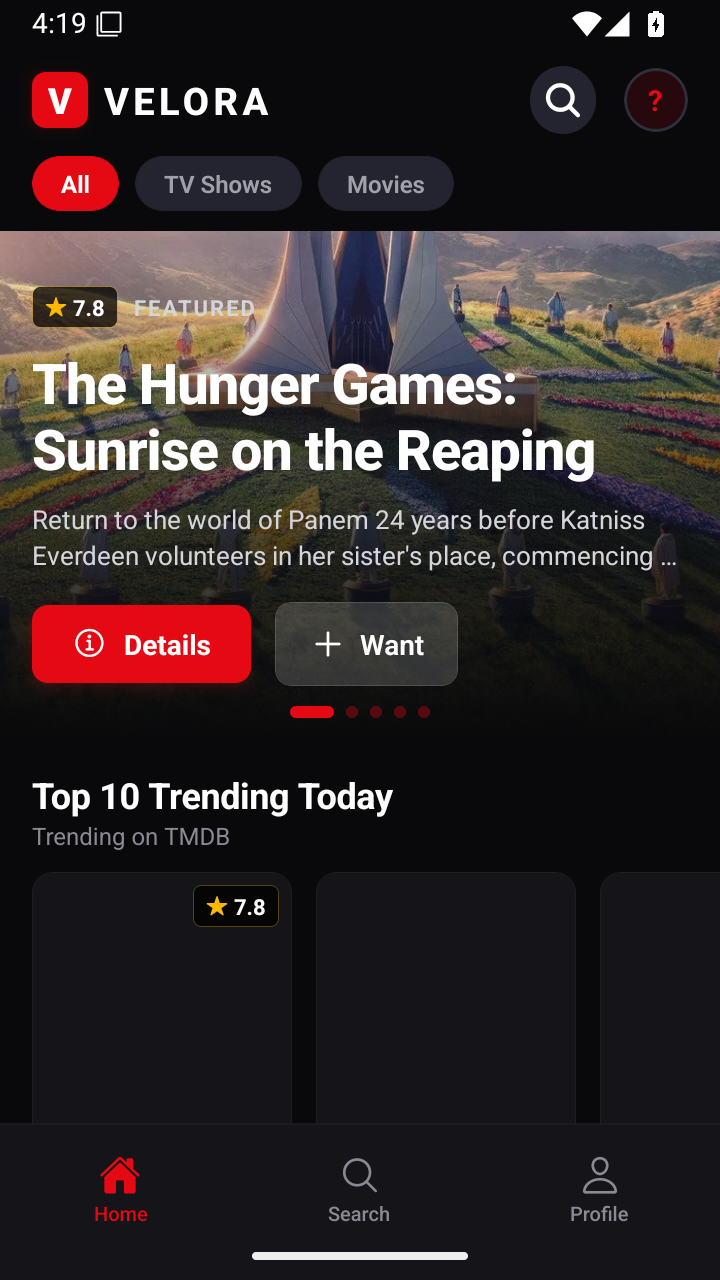 4:19
V VELORA
?
All TV Shows Movies
7.8 FEATURED
The Hunger Games:
Sunrise on the Reaping
Return to the world of Panem 24 years before Katniss
Everdeen volunteers in her sister's place, commencing ...
Details Want
Top 10 Trending Today
Trending on TMDB
7.8
Home Search Profile